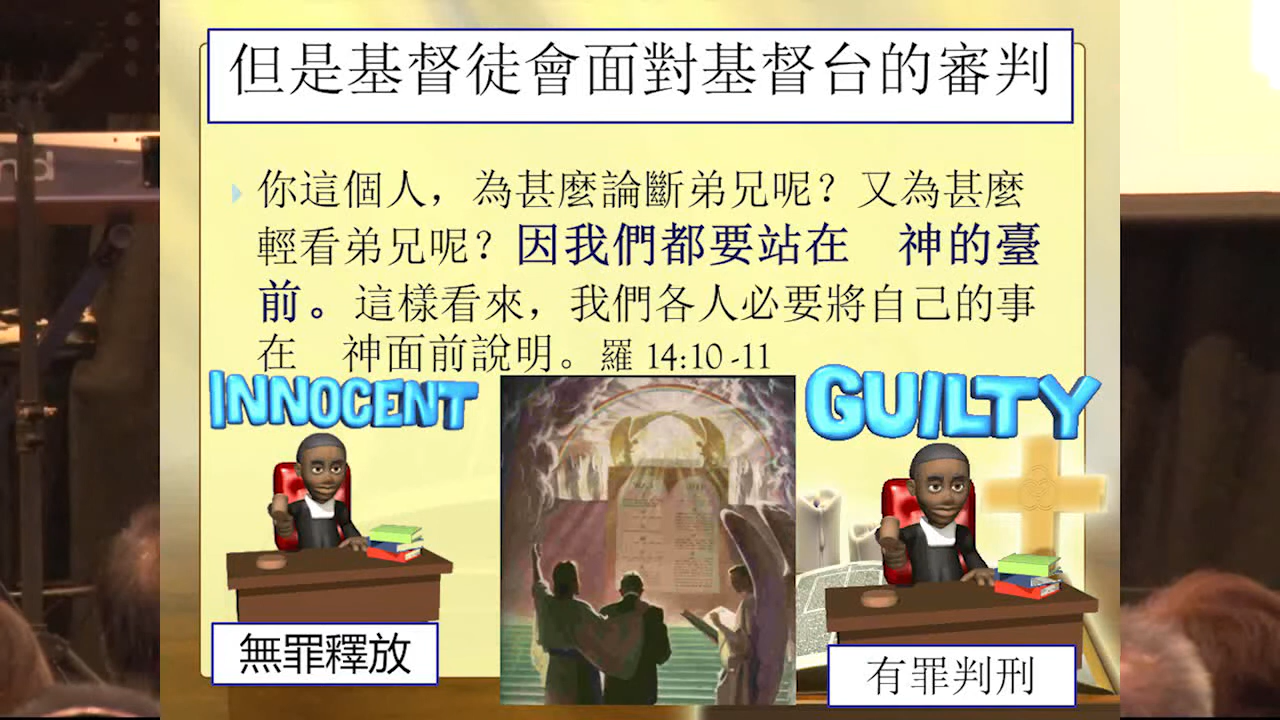 但是基督徒會面對基督台的審判
你這個人，為甚麼論斷弟兄呢？又為甚麼
輕看弟兄呢？因我們都要站在　神的臺
前。這樣看來，我們各人必要將自己的事
在　神面前說明。羅 14:10-11
INNOCENT
GUILTY
無罪釋放
有罪判刑